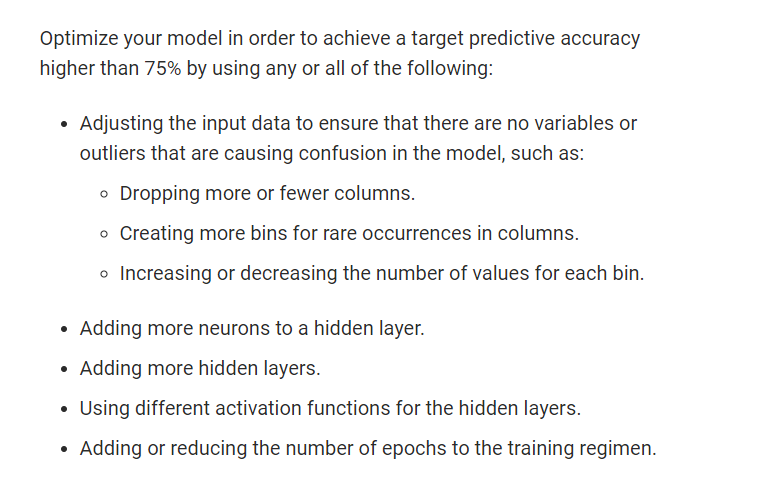 Optimize your model in order to achieve a target predictive accuracy
higher than 75% by using any or all of the following:
• Adjusting the input data to ensure that there are no variables or
outliers that are causing confusion in the model, such as:
◦ Dropping more or fewer columns.
◦ Creating more bins for rare occurrences in columns.
◦ Increasing or decreasing the number of values for each bin.
• Adding more neurons to a hidden layer.
• Adding more hidden layers.
• Using different activation functions for the hidden layers.
• Adding or reducing the number of epochs to the training regimen.